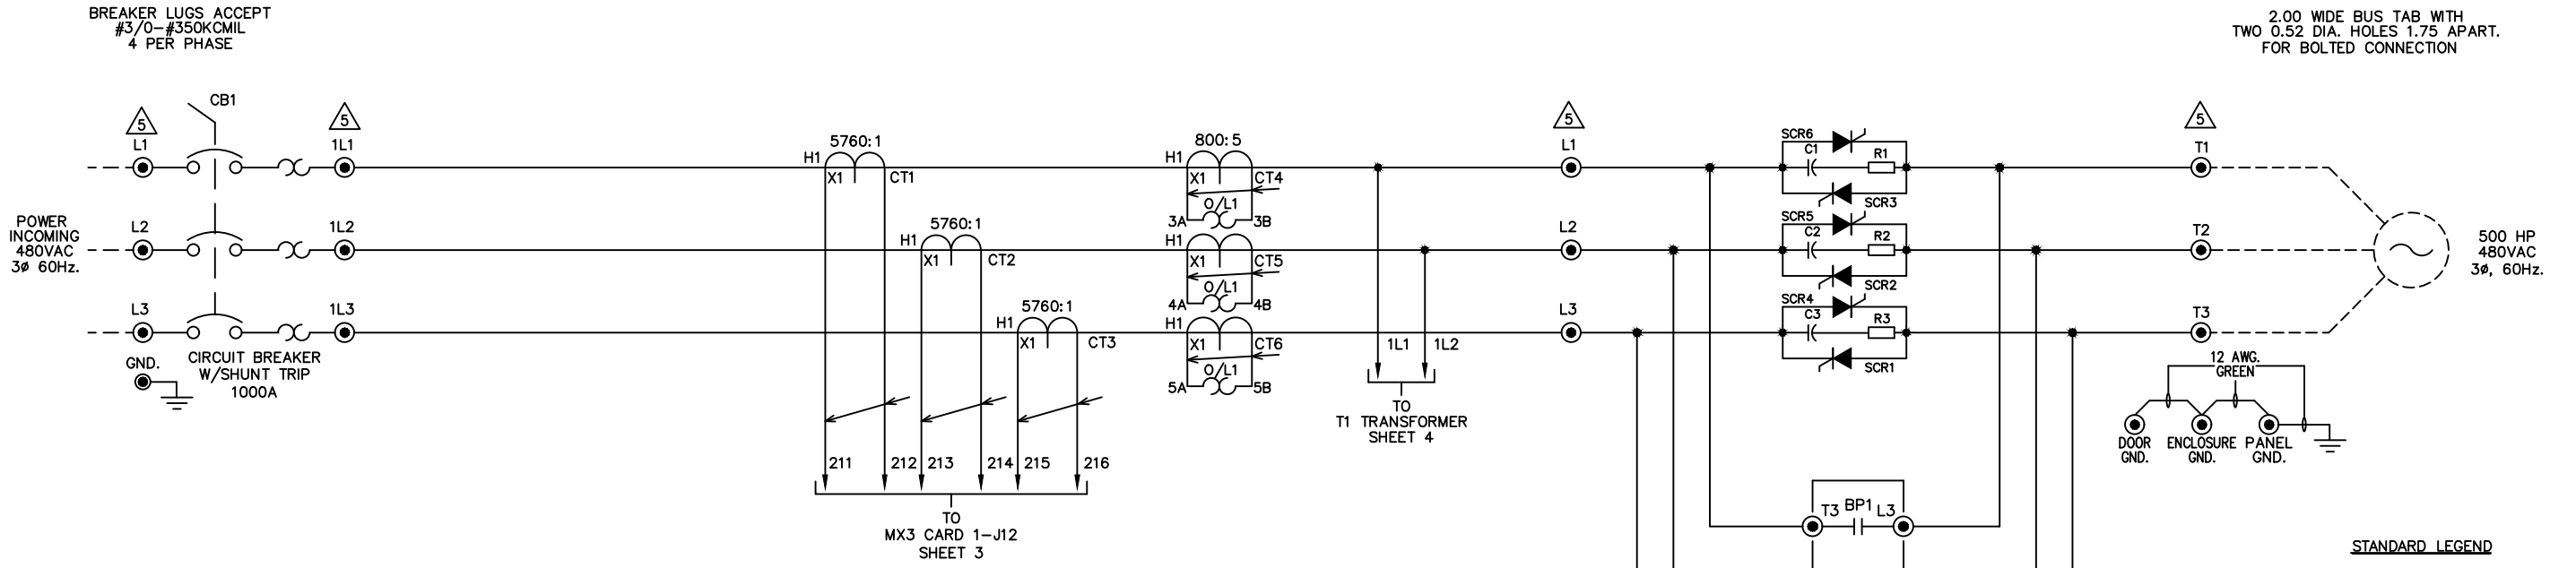 BREAKER LUGS ACCEPT
#3/0-#350KCMIL
4 PER PHASE
2.00 WIDE BUS TAB WITH
TWO 0.52 DIA. HOLES 1.75 APART.
FOR BOLTED CONNECTION
CB1
5
L1
5
1L1
5760:1
H1
X1
CT1
800:5
H1
X1
CT4
O/L1
3A
3B
5
L1
SCR6
C1
R1
SCR3
5
T1
POWER
INCOMING
480VAC
3ø 60Hz.
L2
1L2
5760:1
H1
X1
CT2
H1
X1
CT5
O/L1
4A
4B
L2
SCR5
C2
R2
SCR2
T2
500 HP
480VAC
3ø, 60Hz.
L3
1L3
5760:1
H1
X1
CT3
H1
X1
CT6
O/L1
5A
5B
1L1
1L2
L3
SCR4
C3
R3
SCR1
T3
GND.
CIRCUIT BREAKER
W/SHUNT TRIP
1000A
TO
T1 TRANSFORMER
SHEET 4
12 AWG.
GREEN
DOOR
GND.
ENCLOSURE
GND.
PANEL
GND.
211
212
213
214
215
216
TO
MX3 CARD 1-J12
SHEET 3
T3
BP1
L3
STANDARD LEGEND